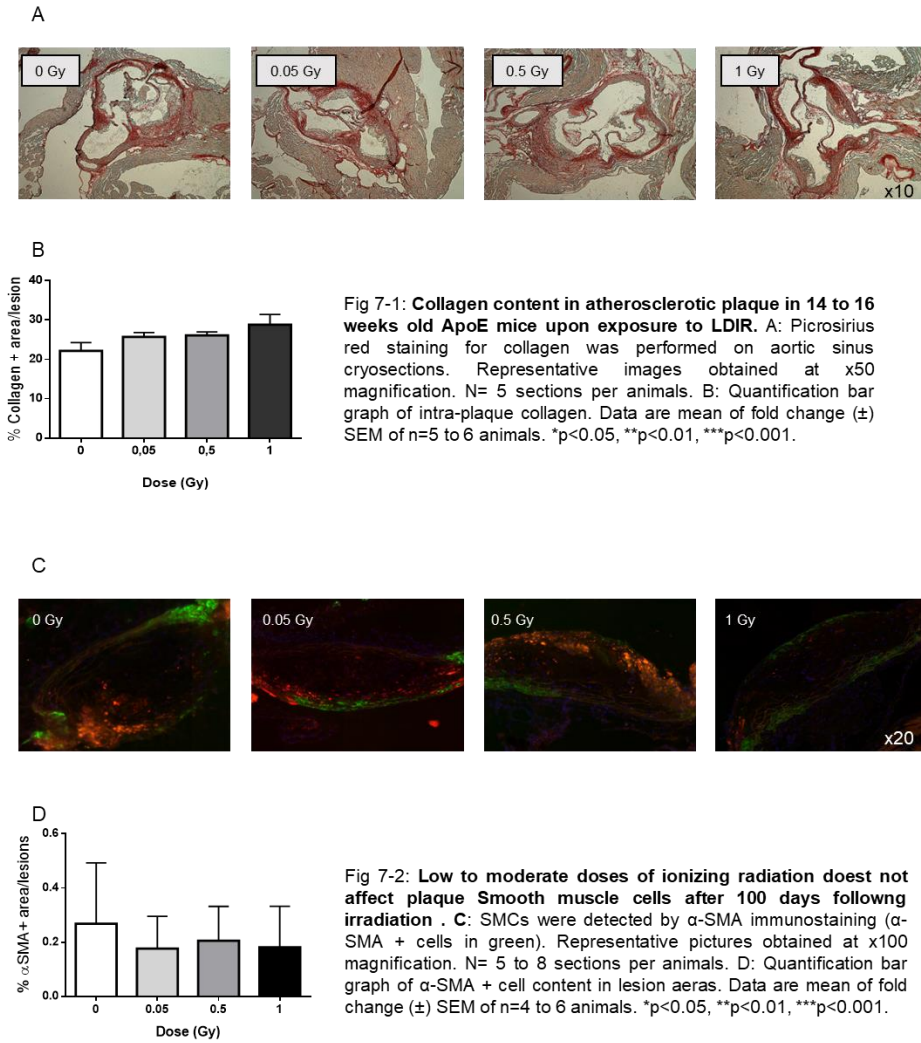 A
0 Gy
0.05 Gy
0.5 Gy
1 Gy
x10
B
% Collagen + area/lesion
40
30
20
10
0
0
0,05
0,5
1
Dose (Gy)
Fig 7-1: Collagen content in atherosclerotic plaque in 14 to 16
weeks old ApoE mice upon exposure to LDIR. A: Picrosirius
red staining for collagen was performed on aortic sinus
cryosections. Representative images obtained at x50
magnification. N= 5 sections per animals. B: Quantification bar
graph of intra-plaque collagen. Data are mean of fold change (±)
SEM of n=5 to 6 animals. *p<0.05, **p<0.01, ***p<0.001.
C
0 Gy
0.05 Gy
0.5 Gy
1 Gy
x20
D
% αSMA+ area/lesions
0.6
0.4
0.2
0.0
0
0.05
0.5
1
Dose (Gy)
Fig 7-2: Low to moderate doses of ionizing radiation doest not
affect plaque Smooth muscle cells after 100 days followng
irradiation . C: SMCs were detected by α-SMA immunostaining (α-
SMA + cells in green). Representative pictures obtained at x100
magnification. N= 5 to 8 sections per animals. D: Quantification bar
graph of α-SMA + cell content in lesion aeras. Data are mean of fold
change (±) SEM of n=4 to 6 animals. *p<0.05, **p<0.01, ***p<0.001.